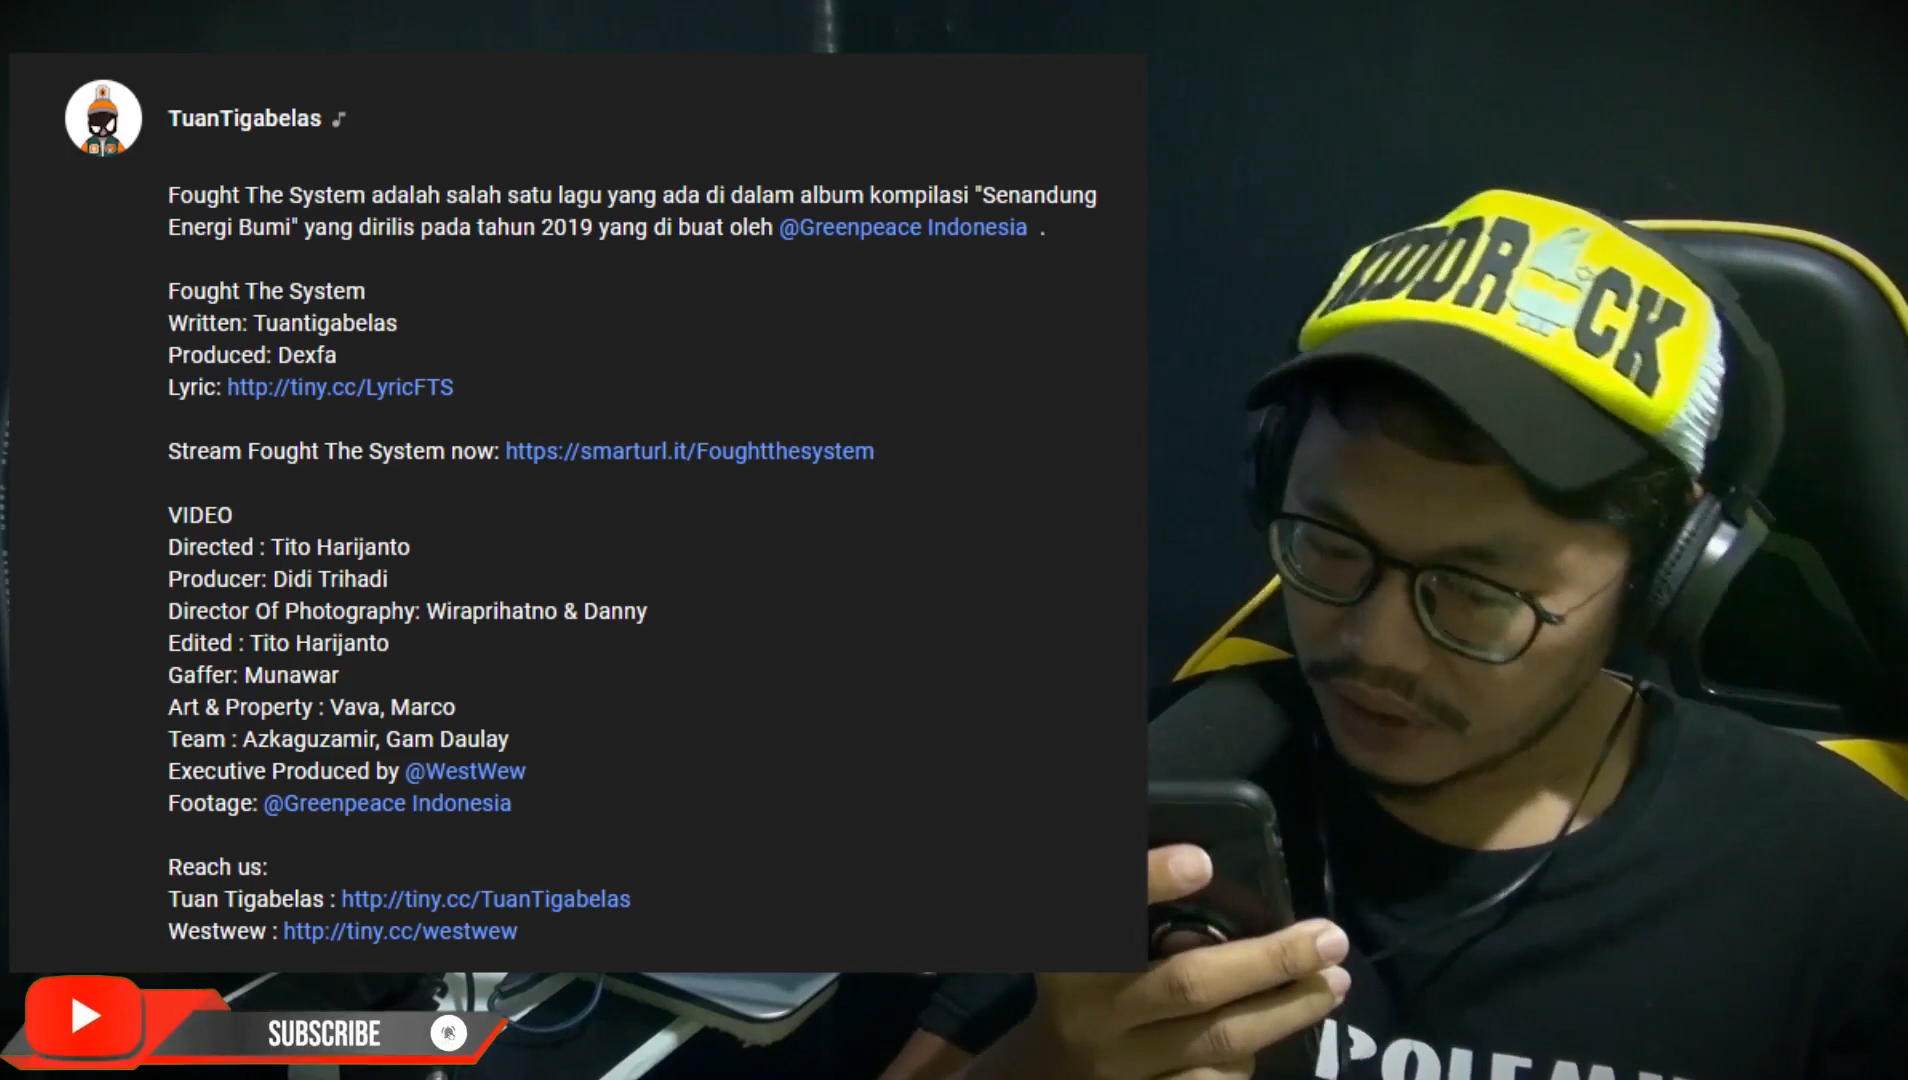 TuanTigabelas
Fought The System adalah salah satu lagu yang ada di dalam album kompilasi "Senandung
Energi Bumi" yang dirilis pada tahun 2019 yang di buat oleh @Greenpeace Indonesia .
Fought The System
Written: Tuantigabelas
Produced: Dexfa
Lyric: http://tiny.cc/LyricFTS
Stream Fought The System now: https://smarturl.it/Foughtthesystem
VIDEO
Directed : Tito Harijanto
Producer: Didi Trihadi
Director Of Photography: Wiraprihatno & Danny
Edited : Tito Harijanto
Gaffer: Munawar
Art & Property : Vava, Marco
Team : Azkaguzamir, Gam Daulay
Executive Produced by @WestWew
Footage: @Greenpeace Indonesia
Reach us:
Tuan Tigabelas : http://tiny.cc/TuanTigabelas
Westwew : http://tiny.cc/westwew
SUBSCRIBE
KIDDROCK